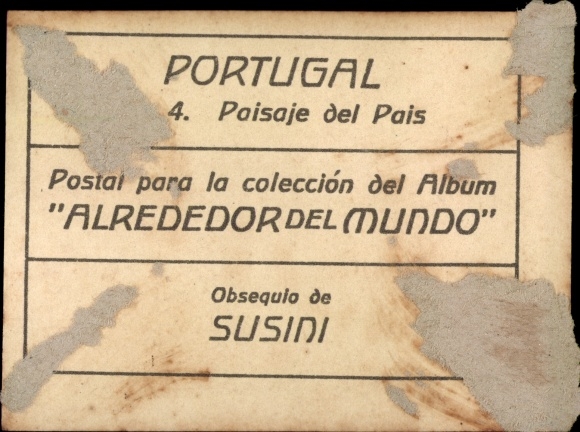 PORTUGAL
4. Paisaje del Pais
Postal para la colección del Album
"ALREDEDOR DEL MUNDO"
Obsequio de
SUSINI